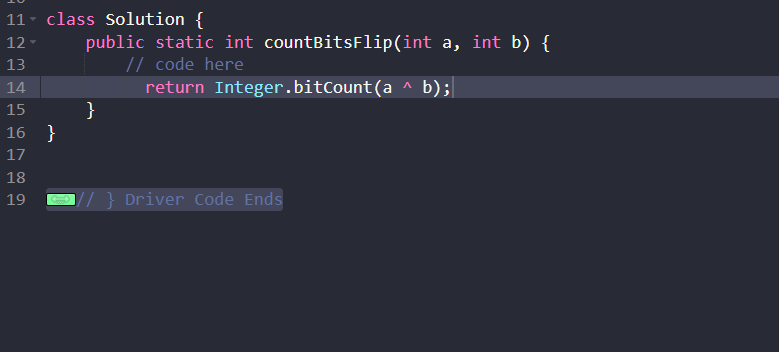 11 class Solution {
12     public static int countBitsFlip(int a, int b) {
13         // code here
14           return Integer.bitCount(a ^ b);
15     }
16 }
17
18
19 // } Driver Code Ends